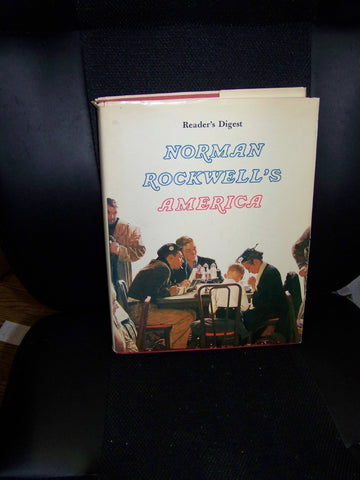 Reader's Digest
NORMAN
ROCKWELL'S
AMERICA